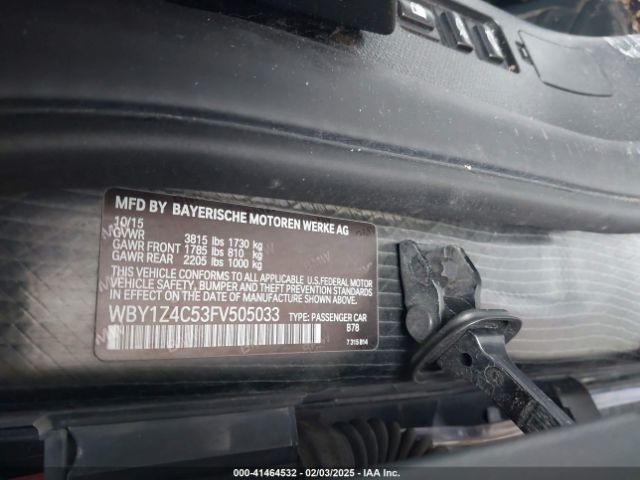 MFD BY BAYERISCHE MOTOREN WERKE AG
10/15
GVWR 3815 lbs 1730 kg
GAWR FRONT 1785 lbs 810 kg
GAWR REAR 2205 lbs 1000 kg
THIS VEHICLE CONFORMS TO ALL APPLICABLE U.S.FEDERAL MOTOR
VEHICLE SAFETY, BUMPER AND THEFT PREVENTION STANDARDS IN
EFFECT ON THE DATE OF MANUFACTURE SHOWN ABOVE.
WBY1Z4C53FV505033 TYPE: PASSENGER CAR
B78
7 315 814
000-41464532 - 02/03/2025 - IAA Inc.